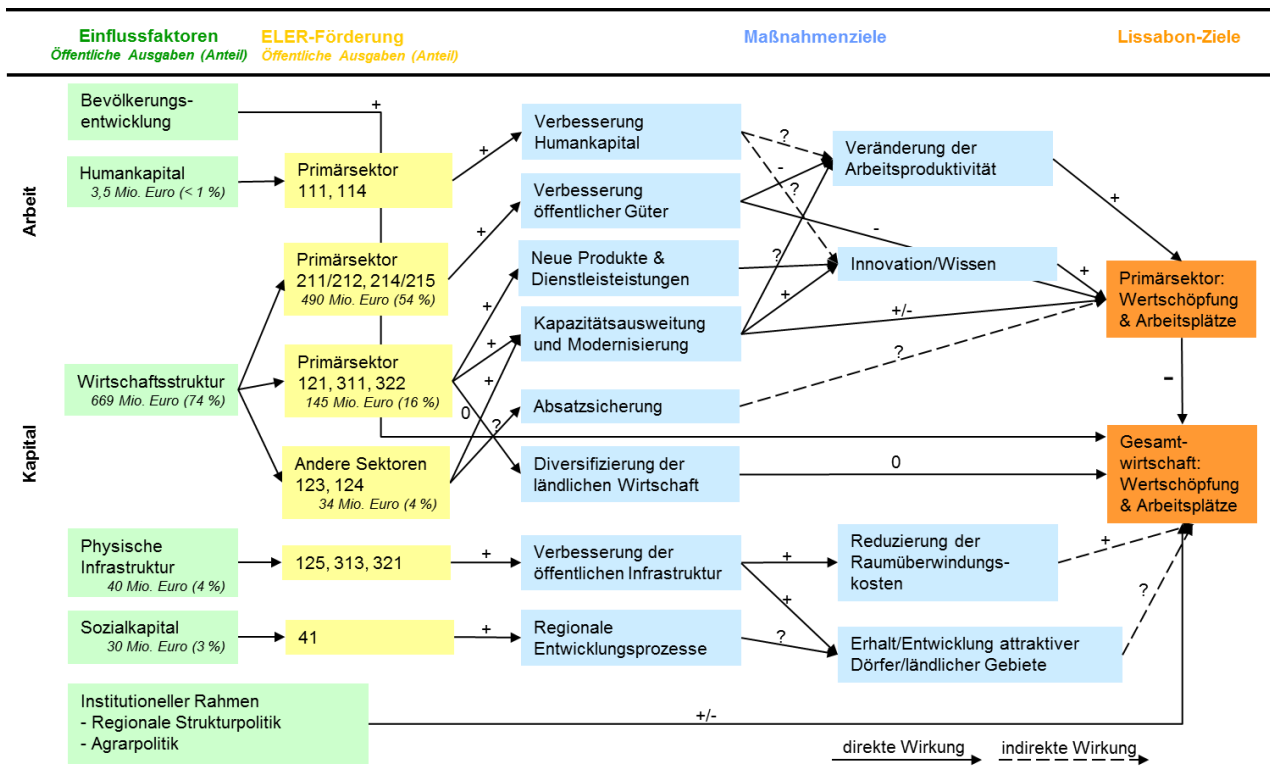 Einflussfaktoren
Öffentliche Ausgaben (Anteil)
ELER-Förderung
Öffentliche Ausgaben (Anteil)
Maßnahmenziele
Lissabon-Ziele
Arbeit
Kapital
Bevölkerungs-
entwicklung
+
Humankapital
3,5 Mio. Euro (< 1 %)
Wirtschaftsstruktur
669 Mio. Euro (74 %)
Physische
Infrastruktur
40 Mio. Euro (4 %)
Sozialkapital
30 Mio. Euro (3 %)
Institutioneller Rahmen
- Regionale Strukturpolitik
- Agrarpolitik
Primärsektor
111, 114
Primärsektor
211/212, 214/215
490 Mio. Euro (54 %)
Primärsektor
121, 311, 322
145 Mio. Euro (16 %)
Andere Sektoren
123, 124
34 Mio. Euro (4 %)
125, 313, 321
41
+
+
+
+
+
0
?
+
+
Verbesserung
Humankapital
Verbesserung
öffentlicher Güter
Neue Produkte &
Dienstleisteistungen
Kapazitätsausweitung
und Modernisierung
Absatzsicherung
Diversifizierung der
ländlichen Wirtschaft
Verbesserung der
öffentlichen Infrastruktur
Regionale
Entwicklungsprozesse
?
-
?
?
+
-
+/-
?
0
+
+
?
Veränderung der
Arbeitsproduktivität
Innovation/Wissen
Reduzierung der
Raumüberwindungs-
kosten
Erhalt/Entwicklung attraktiver
Dörfer/ländlicher Gebiete
+
+
+
?
+/-
Primärsektor:
Wertschöpfung
& Arbeitsplätze
-
Gesamt-
wirtschaft:
Wertschöpfung
& Arbeitsplätze
direkte Wirkung
indirekte Wirkung